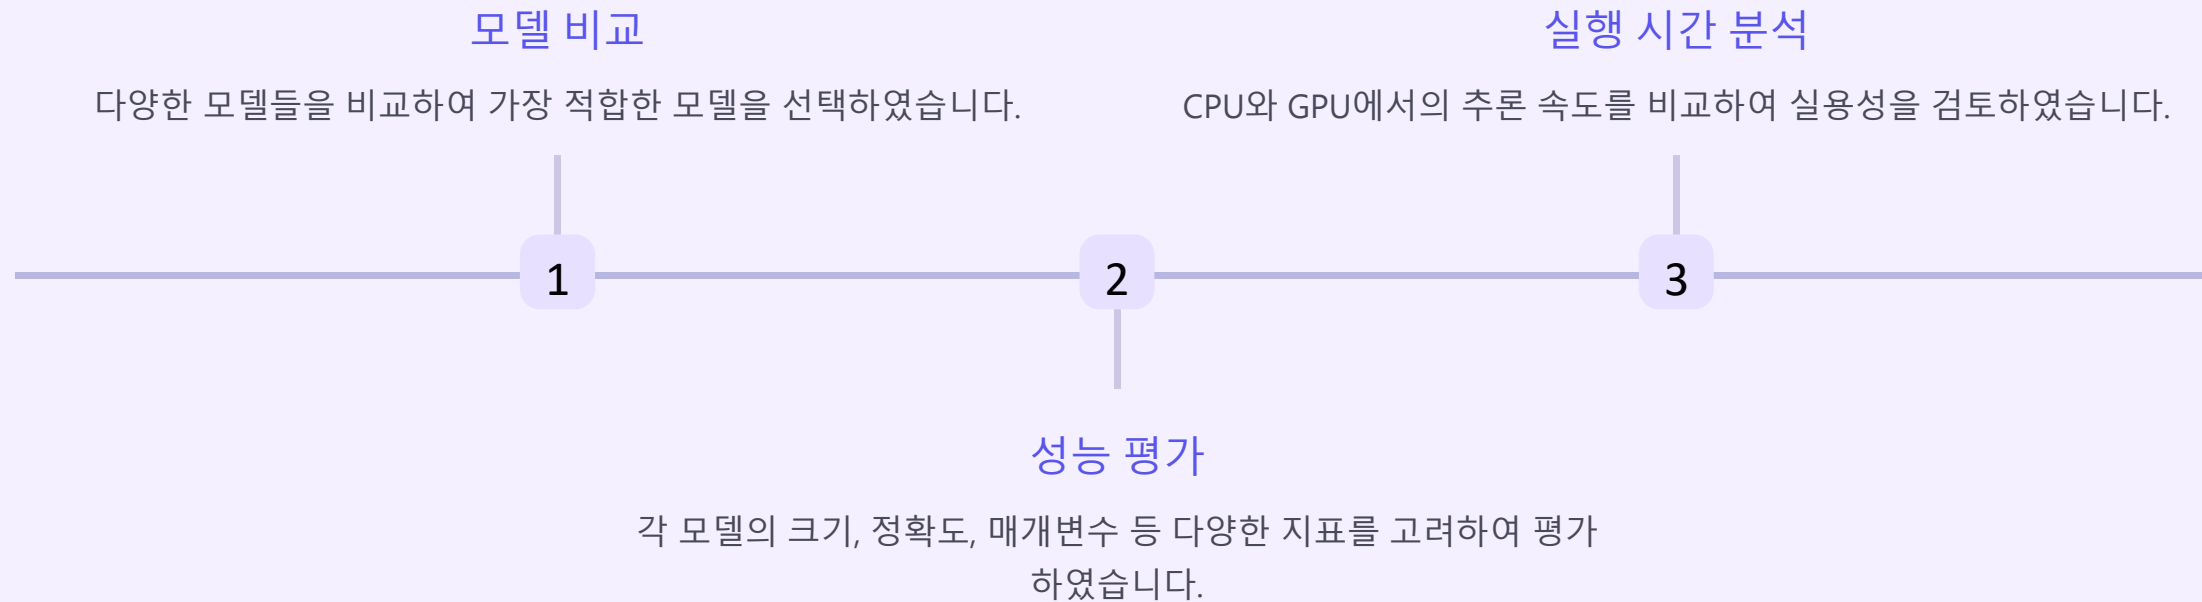 모델 비교
다양한 모델들을 비교하여 가장 적합한 모델을 선택하였습니다.
실행 시간 분석
CPU와 GPU에서의 추론 속도를 비교하여 실용성을 검토하였습니다.
1
2
3
성능 평가
각 모델의 크기, 정확도, 매개변수 등 다양한 지표를 고려하여 평가
하였습니다.